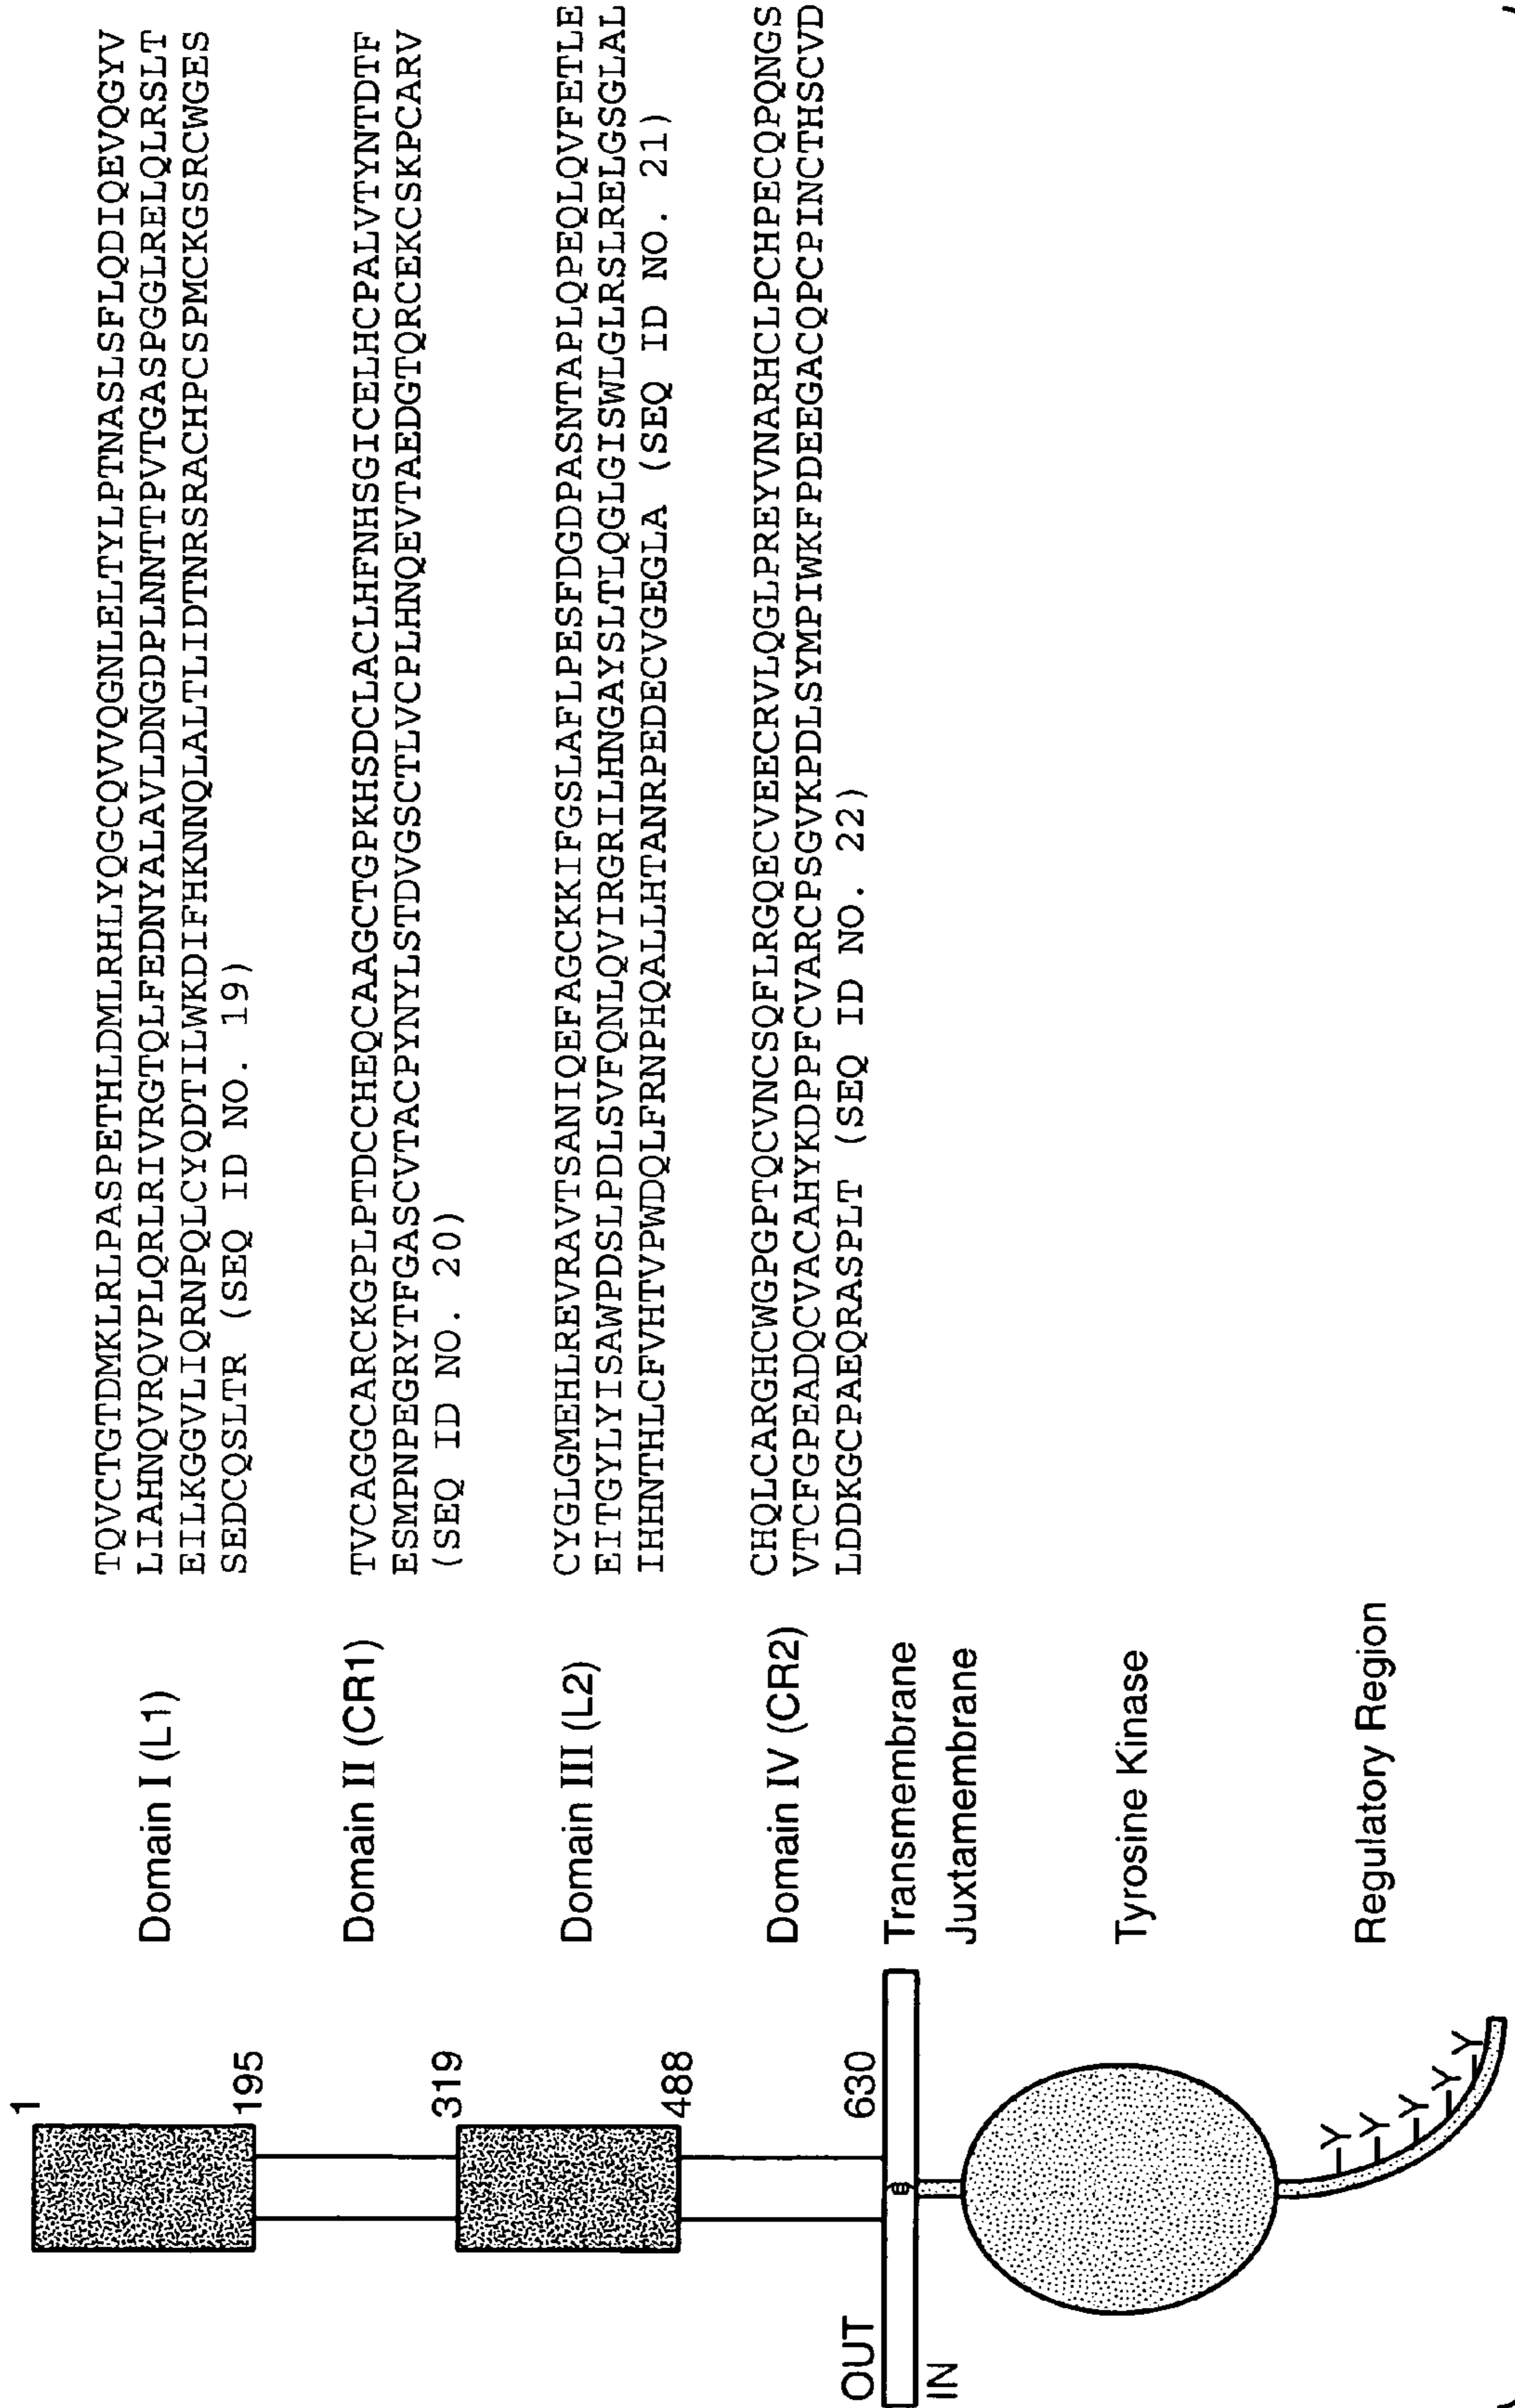 1
195
319
488
630
OUT
IN
Domain I (L1)
Domain II (CR1)
Domain III (L2)
Domain IV (CR2)
Transmembrane
Juxtamembrane
Tyrosine Kinase
Regulatory Region
Y
Y
Y
Y
Y
TQVCTGTDMKLRLPASPETHLDMLRHLYQGCQVVQGNLELTYLPTNASLSFLQDIQEVQGYV
LIAHNQVRQVPLQRLRIVRGTQLFEDNYALAVLDNGDPLNNTTPVTGASPGGLRELQLRSLT
EILKGGVLIQRNPQLCYQDTILWKDIFHKNNQLALTLIDTNRSRACHPCSPMCKGSRCWGES
SEDCQSLTR (SEQ ID NO. 19)
TVCAGGCARCKGPLPTDCCHEQCAAGCTGPKHSDCLACLHFNHSGICELHCPALVTYNTDTF
ESMPNPEGRYTFGASCVTACPYNYLSTDVGSCTLVCPLHNQEVTAEDGTQRCEKCSKPCARV
(SEQ ID NO. 20)
CYGLGMEHLREVRAVTSANIQEFAGCKKIFGSLAFLPESFDGDPASNTAPLQPEQLQVFETLE
EITGYLYISAWPDSLPDLSVFQNLQVIRGRILHNGAYSLTLQGLGISWLGLRSLRELGSGLAL
IHHNTHLCFVHTVPWDQLFRNPHQALLHTANRPEDECVGEGLA (SEQ ID NO. 21)
CHQLCARGHCWGPGPTQCVNCSQFLRGQECVEECRVLQGLPREYVNARHCLPCHPECQPQNGS
VTCFGPEADQCVACAHYKDPPFCVARCPSGVKPDLSYMPIWKFPDEEGACQPCPINCTHSCVD
LDDKGCPAEQRASPLT (SEQ ID NO. 22)